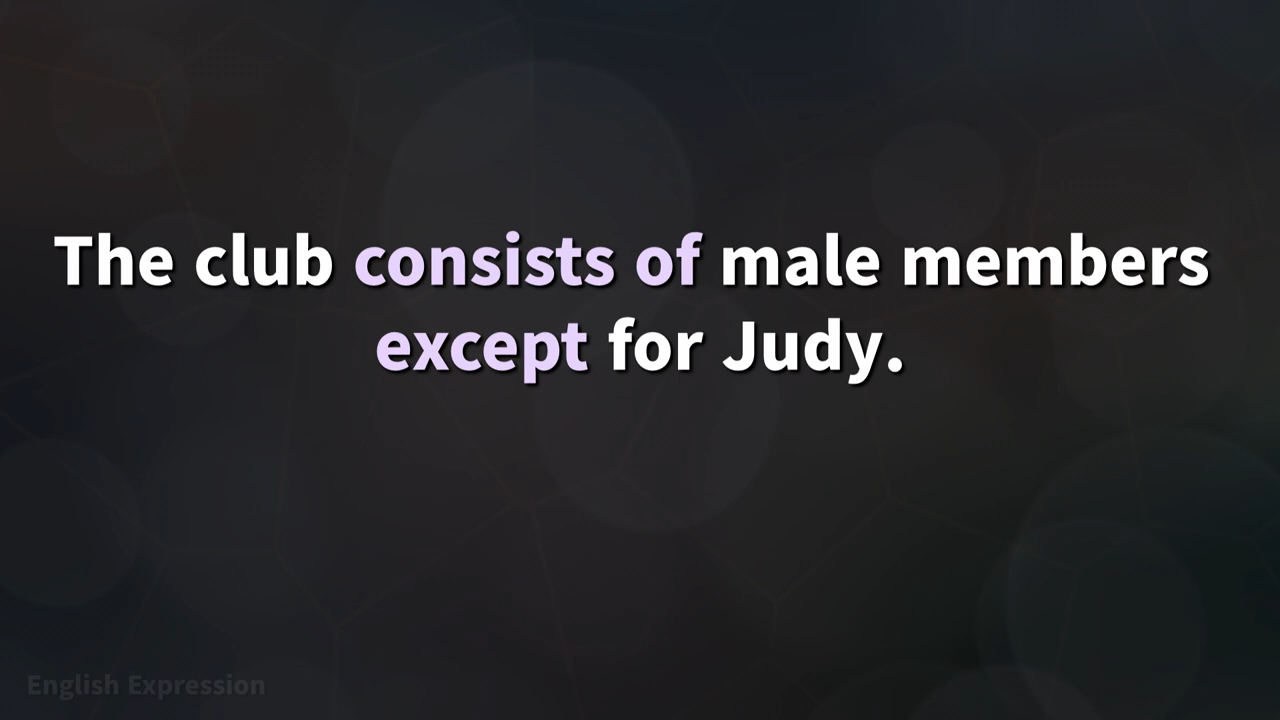 The club consists of male members
except for Judy.
English Expression